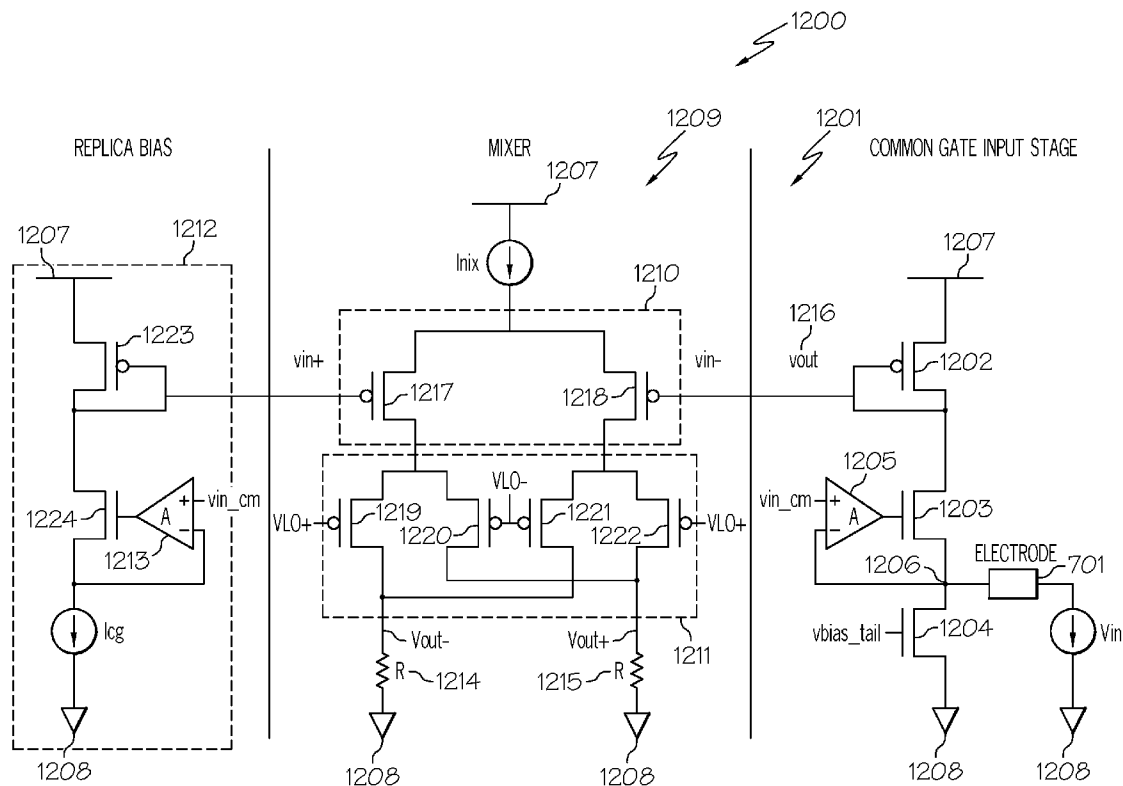 1200
1209
1201
REPLICA BIAS
MIXER
COMMON GATE INPUT STAGE
1207
1212
1207
Inix
1210
1216
1207
1223
vin+
vin-
vout
1202
1217
1218
1205
vin_cm
+
A
-
1224
1213
VLO-
VLO+
1219
1220
1221
1222
VLO+
vin_cm
+
A
-
1203
ELECTRODE
701
1206
Icg
Vout-
Vout+
1211
vbias_tail
1204
Vin
R
1214
1215
R
1208
1208
1208
1208
1208